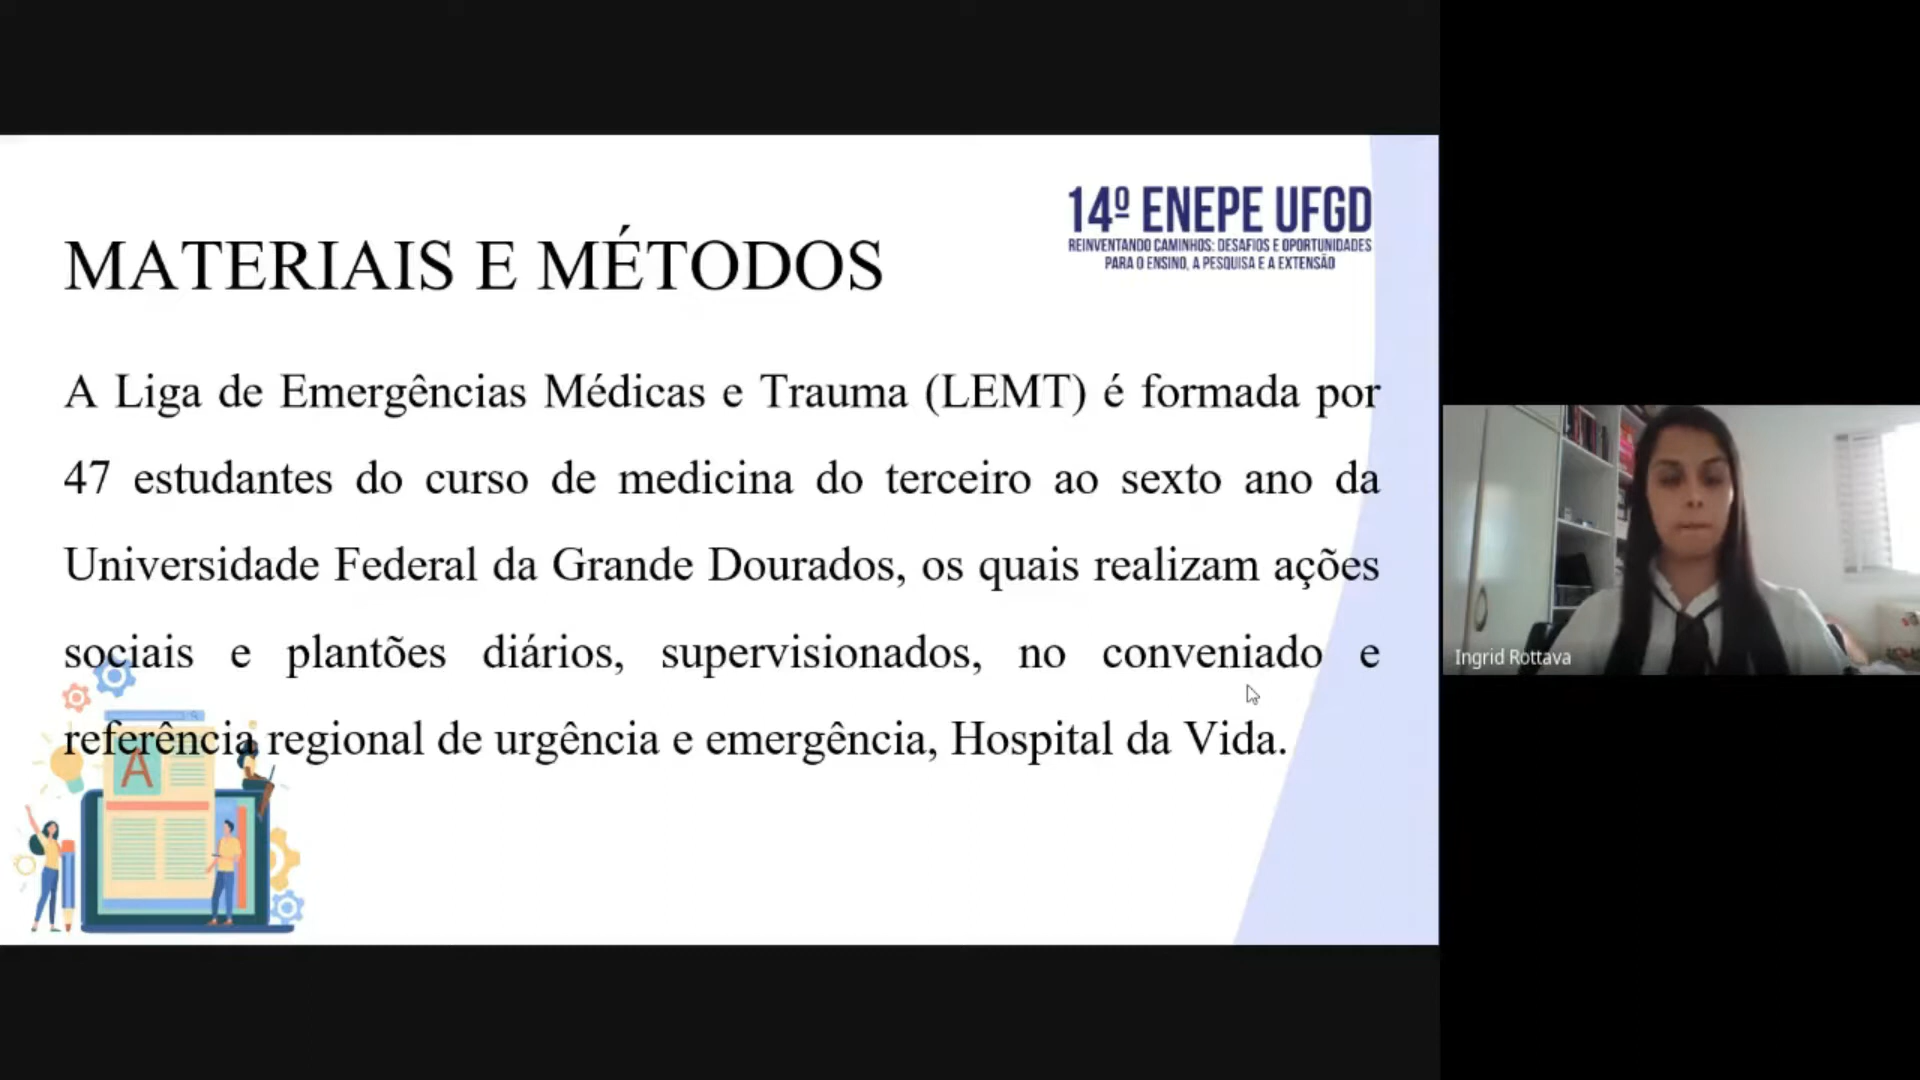 14º ENEPE UFGD
REINVENTANDO CAMINHOS: DESAFIOS E OPORTUNIDADES
PARA O ENSINO, A PESQUISA E A EXTENSÃO
MATERIAIS E MÉTODOS
A Liga de Emergências Médicas e Trauma (LEMT) é formada por
47 estudantes do curso de medicina do terceiro ao sexto ano da
Universidade Federal da Grande Dourados, os quais realizam ações
sociais e plantões diários, supervisionados, no conveniado e
referência regional de urgência e emergência, Hospital da Vida.
A
Ingrid Rottava